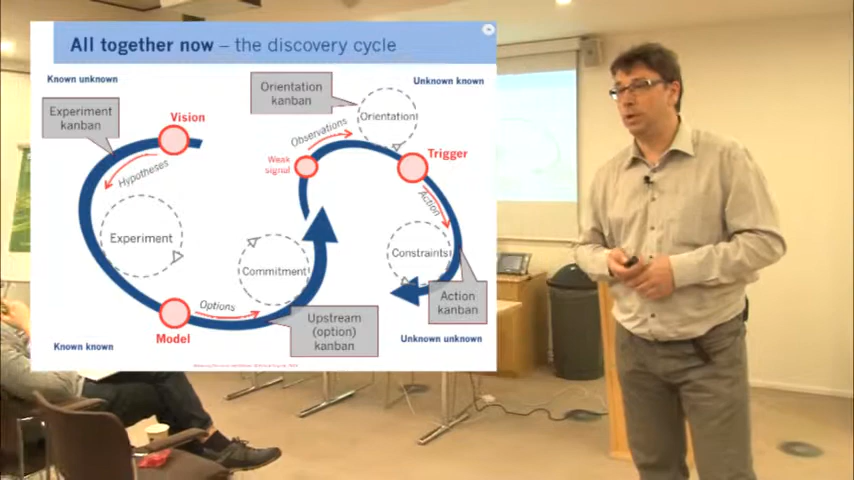 All together now – the discovery cycle
Known unknown
Unknown known
Experiment
kanban
Vision
Orientation
kanban
Orientation
Observations
Trigger
Weak
signal
Hypotheses
Action
Experiment
Commitment
Constraints
Options
Action
kanban
Model
Upstream
(option)
kanban
Known known
Unknown unknown